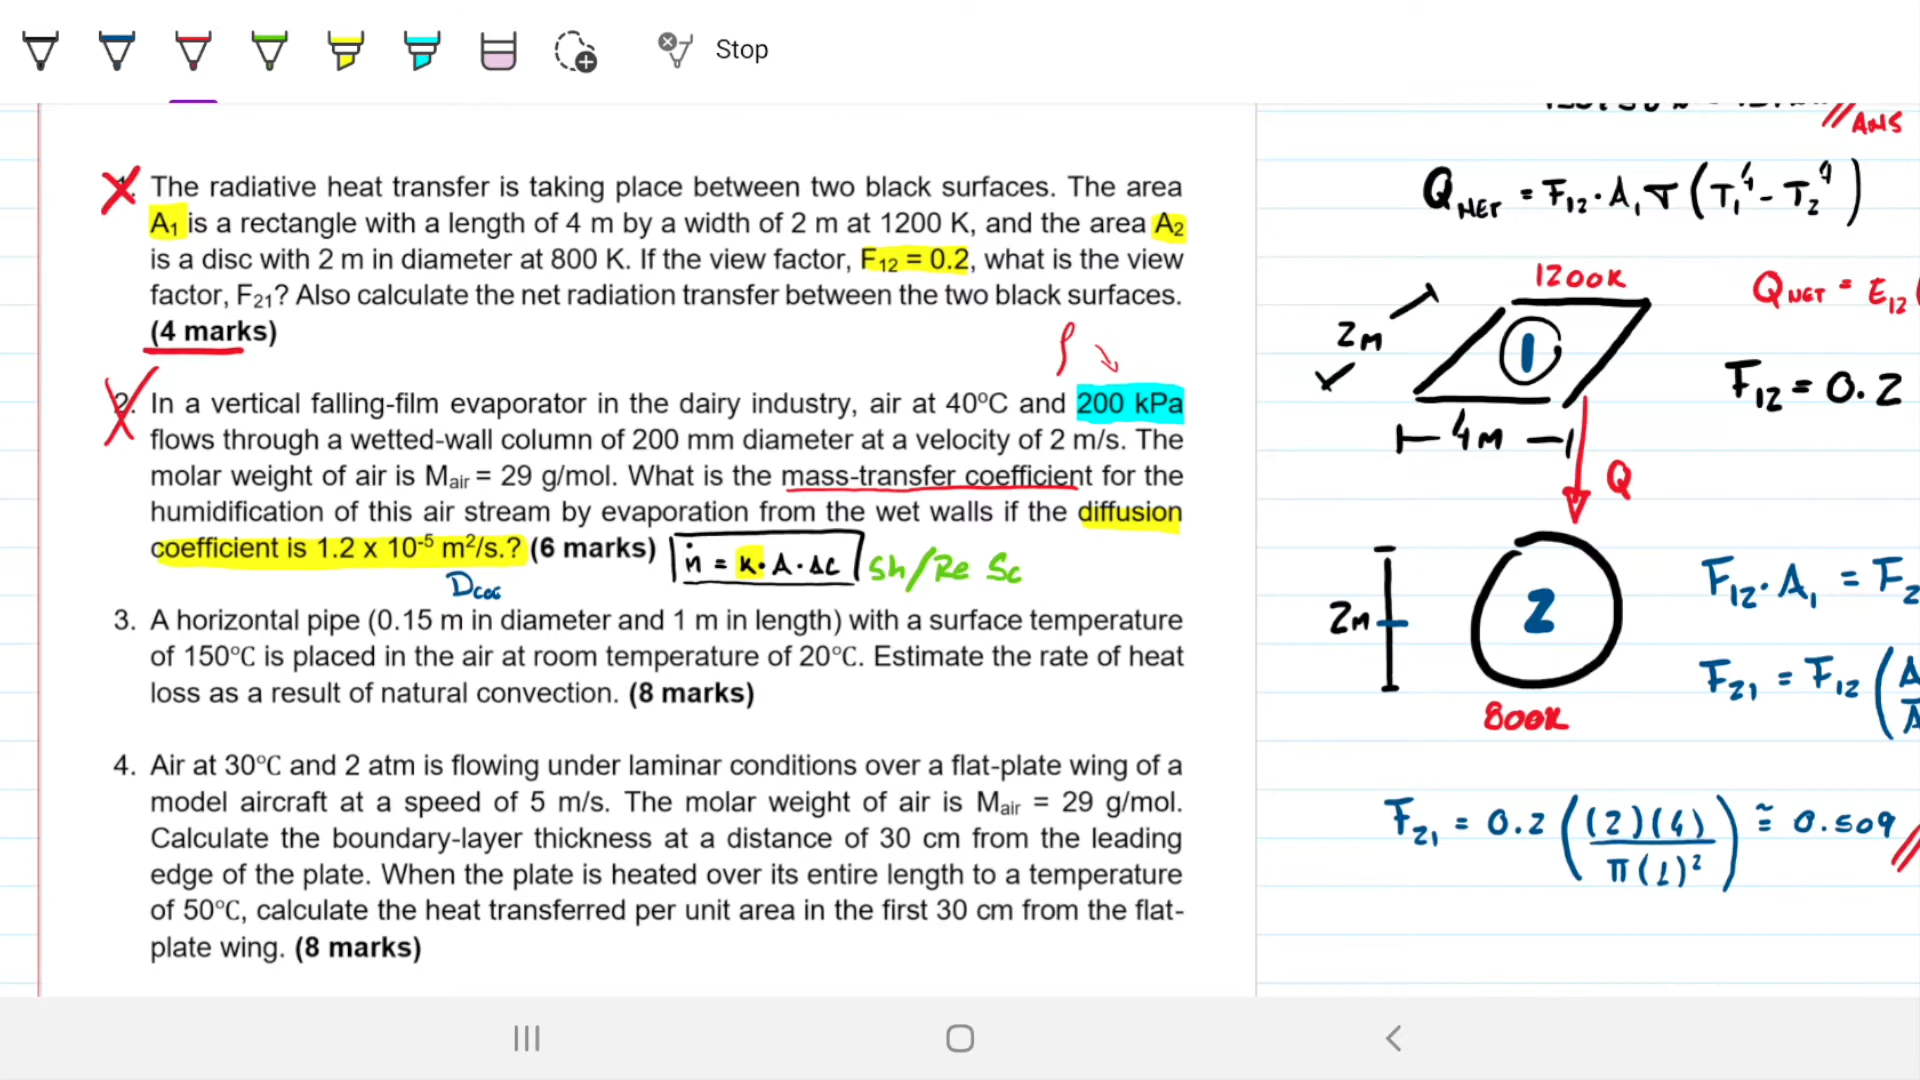 Stop
1. The radiative heat transfer is taking place between two black surfaces. The area
A₁ is a rectangle with a length of 4 m by a width of 2 m at 1200 K, and the area A₂
is a disc with 2 m in diameter at 800 K. If the view factor, F₁₂ = 0.2, what is the view
factor, F₂₁? Also calculate the net radiation transfer between the two black surfaces.
(4 marks)
ρ
2. In a vertical falling-film evaporator in the dairy industry, air at 40ºC and 200 kPa
flows through a wetted-wall column of 200 mm diameter at a velocity of 2 m/s. The
molar weight of air is Mair = 29 g/mol. What is the mass-transfer coefficient for the
humidification of this air stream by evaporation from the wet walls if the diffusion
coefficient is 1.2 x 10⁻⁵ m²/s.? (6 marks)
ṅ = K · A · ΔC Sh/Re Sc
3. A horizontal pipe (0.15 m in diameter and 1 m in length) with a surface temperature
of 150℃ is placed in the air at room temperature of 20℃. Estimate the rate of heat
loss as a result of natural convection. (8 marks)
4. Air at 30℃ and 2 atm is flowing under laminar conditions over a flat-plate wing of a
model aircraft at a speed of 5 m/s. The molar weight of air is Mair = 29 g/mol.
Calculate the boundary-layer thickness at a distance of 30 cm from the leading
edge of the plate. When the plate is heated over its entire length to a temperature
of 50℃, calculate the heat transferred per unit area in the first 30 cm from the flat-
plate wing. (8 marks)
ANS
Q NET = F₁₂ · A₁ σ (T₁⁴ - T₂⁴)
1200K
Q NET = E₁₂ (
2M
1
F₁₂ = 0.2
4M
Q
2M
2
F₁₂ · A₁ = F₂
F₂₁ = F₁₂ (A/A
800K
F₂₁ = 0.2 ((2)(4) / π(1)²) ≅ 0.509